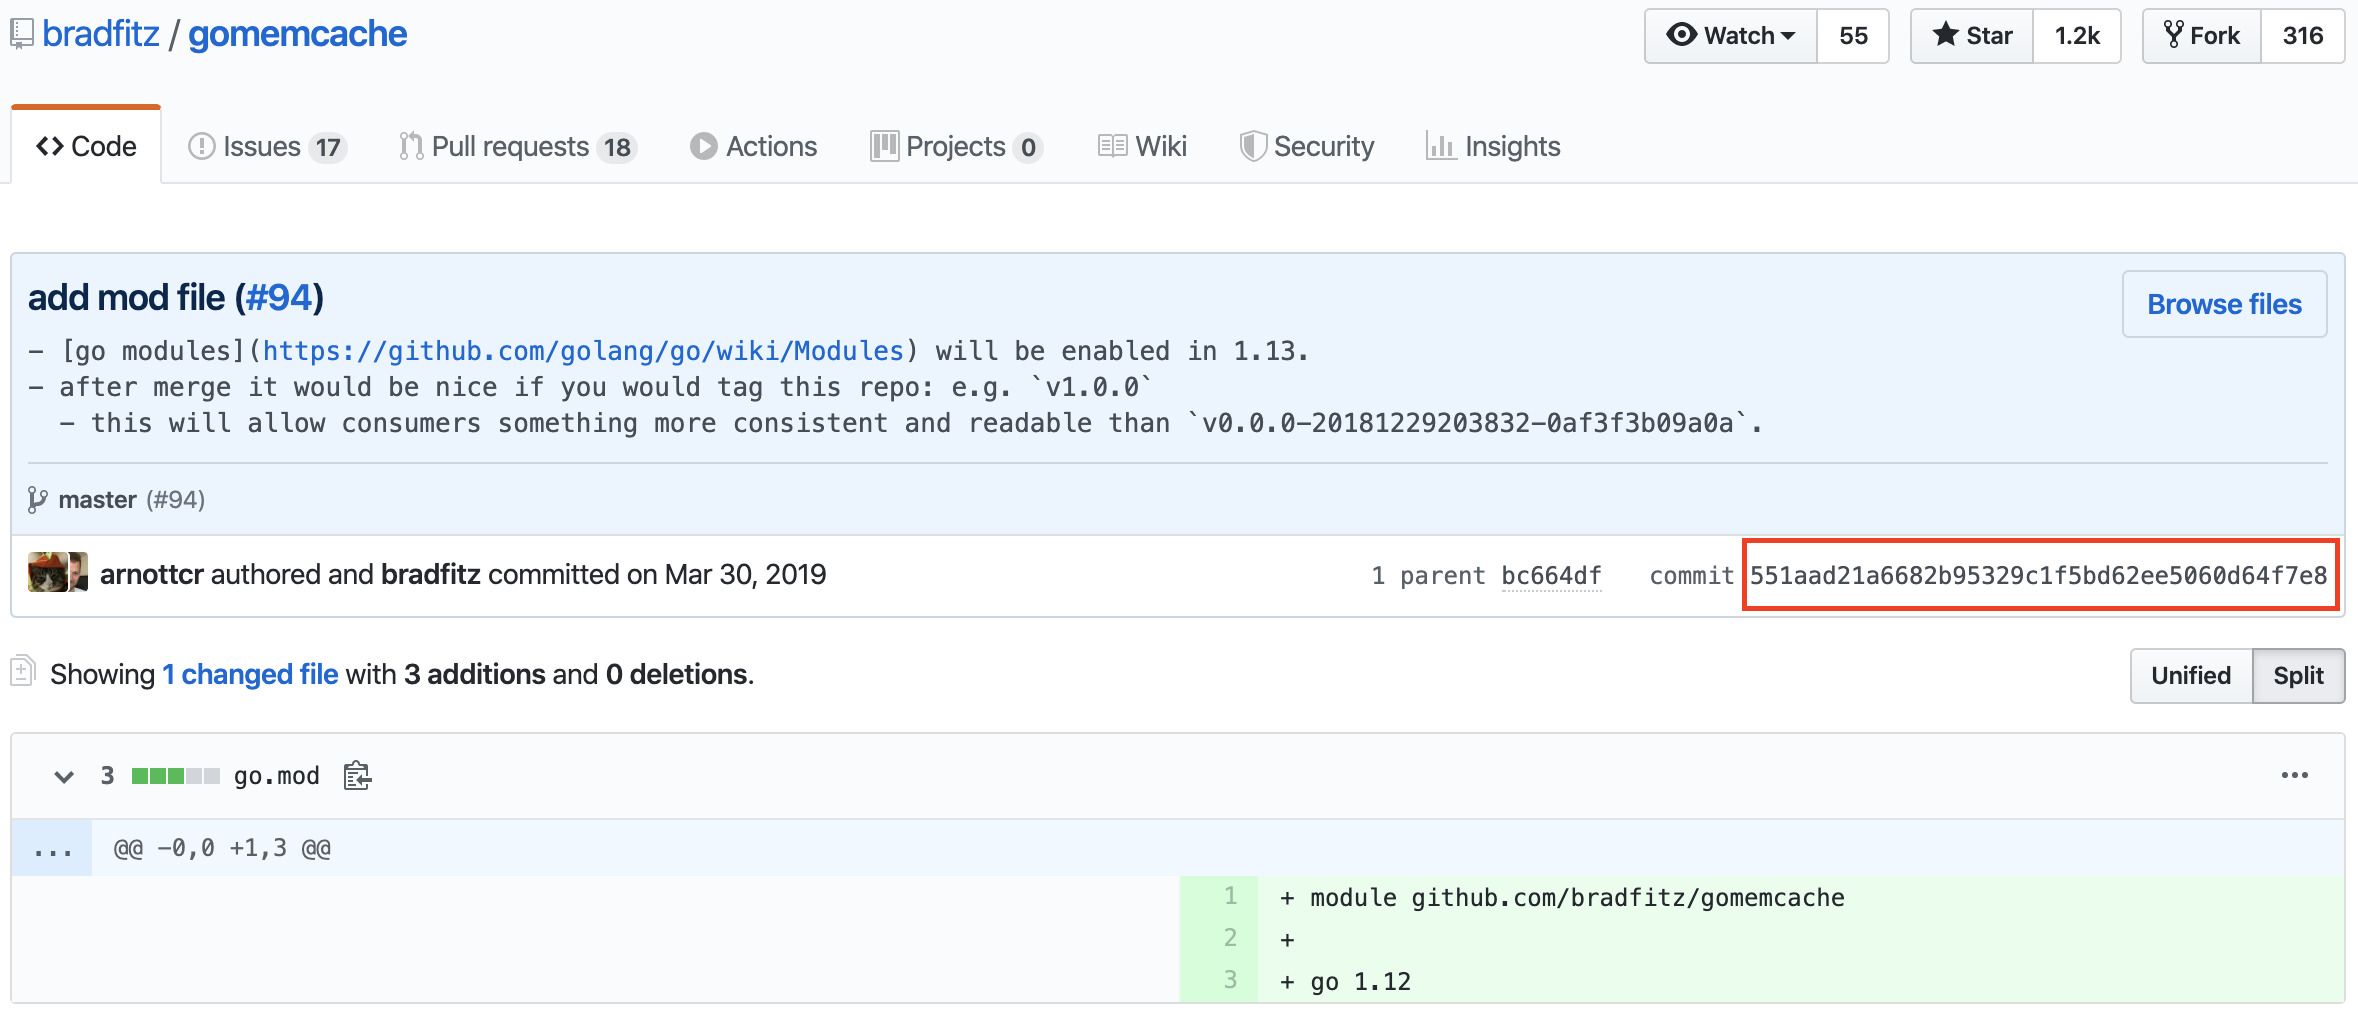 bradfitz / gomemcache
Watch 55 Star 1.2k Fork 316
Code Issues 17 Pull requests 18 Actions Projects 0 Wiki Security Insights
add mod file (#94)
Browse files
- [go modules](https://github.com/golang/go/wiki/Modules) will be enabled in 1.13.
- after merge it would be nice if you would tag this repo: e.g. `v1.0.0`
- this will allow consumers something more consistent and readable than `v0.0.0-20181229203832-0af3f3b09a0a`.
master (#94)
arnottcr authored and bradfitz committed on Mar 30, 2019 1 parent bc664df commit 551aad21a6682b95329c1f5bd62ee5060d64f7e8
Showing 1 changed file with 3 additions and 0 deletions. Unified Split
3 go.mod
... @@ -0,0 +1,3 @@
1 + module github.com/bradfitz/gomemcache
2 +
3 + go 1.12